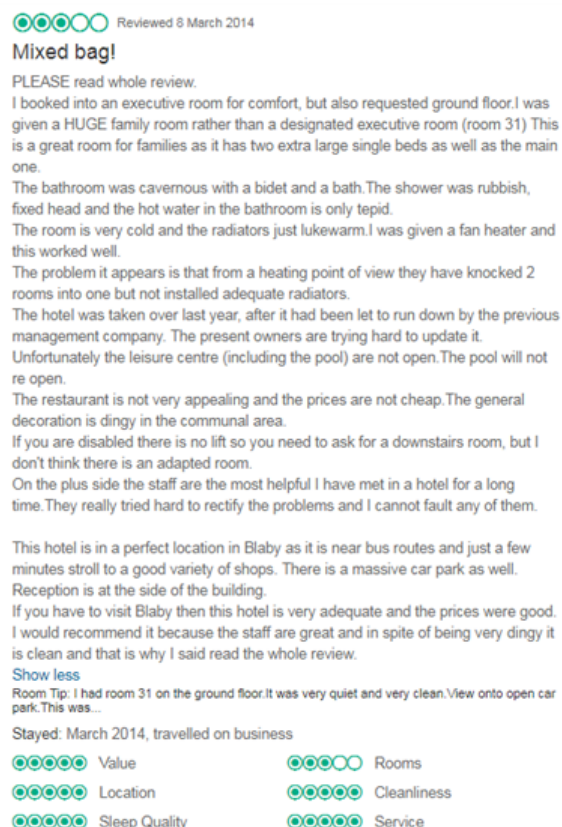 Reviewed 8 March 2014
Mixed bag!
PLEASE read whole review.
I booked into an executive room for comfort, but also requested ground floor.I was
given a HUGE family room rather than a designated executive room (room 31) This
is a great room for families as it has two extra large single beds as well as the main
one.
The bathroom was cavernous with a bidet and a bath.The shower was rubbish,
fixed head and the hot water in the bathroom is only tepid.
The room is very cold and the radiators just lukewarm.I was given a fan heater and
this worked well.
The problem it appears is that from a heating point of view they have knocked 2
rooms into one but not installed adequate radiators.
The hotel was taken over last year, after it had been let to run down by the previous
management company. The present owners are trying hard to update it.
Unfortunately the leisure centre (including the pool) are not open.The pool will not
re open.
The restaurant is not very appealing and the prices are not cheap.The general
decoration is dingy in the communal area.
If you are disabled there is no lift so you need to ask for a downstairs room, but I
don't think there is an adapted room.
On the plus side the staff are the most helpful I have met in a hotel for a long
time.They really tried hard to rectify the problems and I cannot fault any of them.
This hotel is in a perfect location in Blaby as it is near bus routes and just a few
minutes stroll to a good variety of shops. There is a massive car park as well.
Reception is at the side of the building.
If you have to visit Blaby then this hotel is very adequate and the prices were good.
I would recommend it because the staff are great and in spite of being very dingy it
is clean and that is why I said read the whole review.
Show less
Room Tip: I had room 31 on the ground floor.It was very quiet and very clean.View onto open car
park.This was...
Stayed: March 2014, travelled on business
Value Rooms
Location Cleanliness
Sleep Quality Service